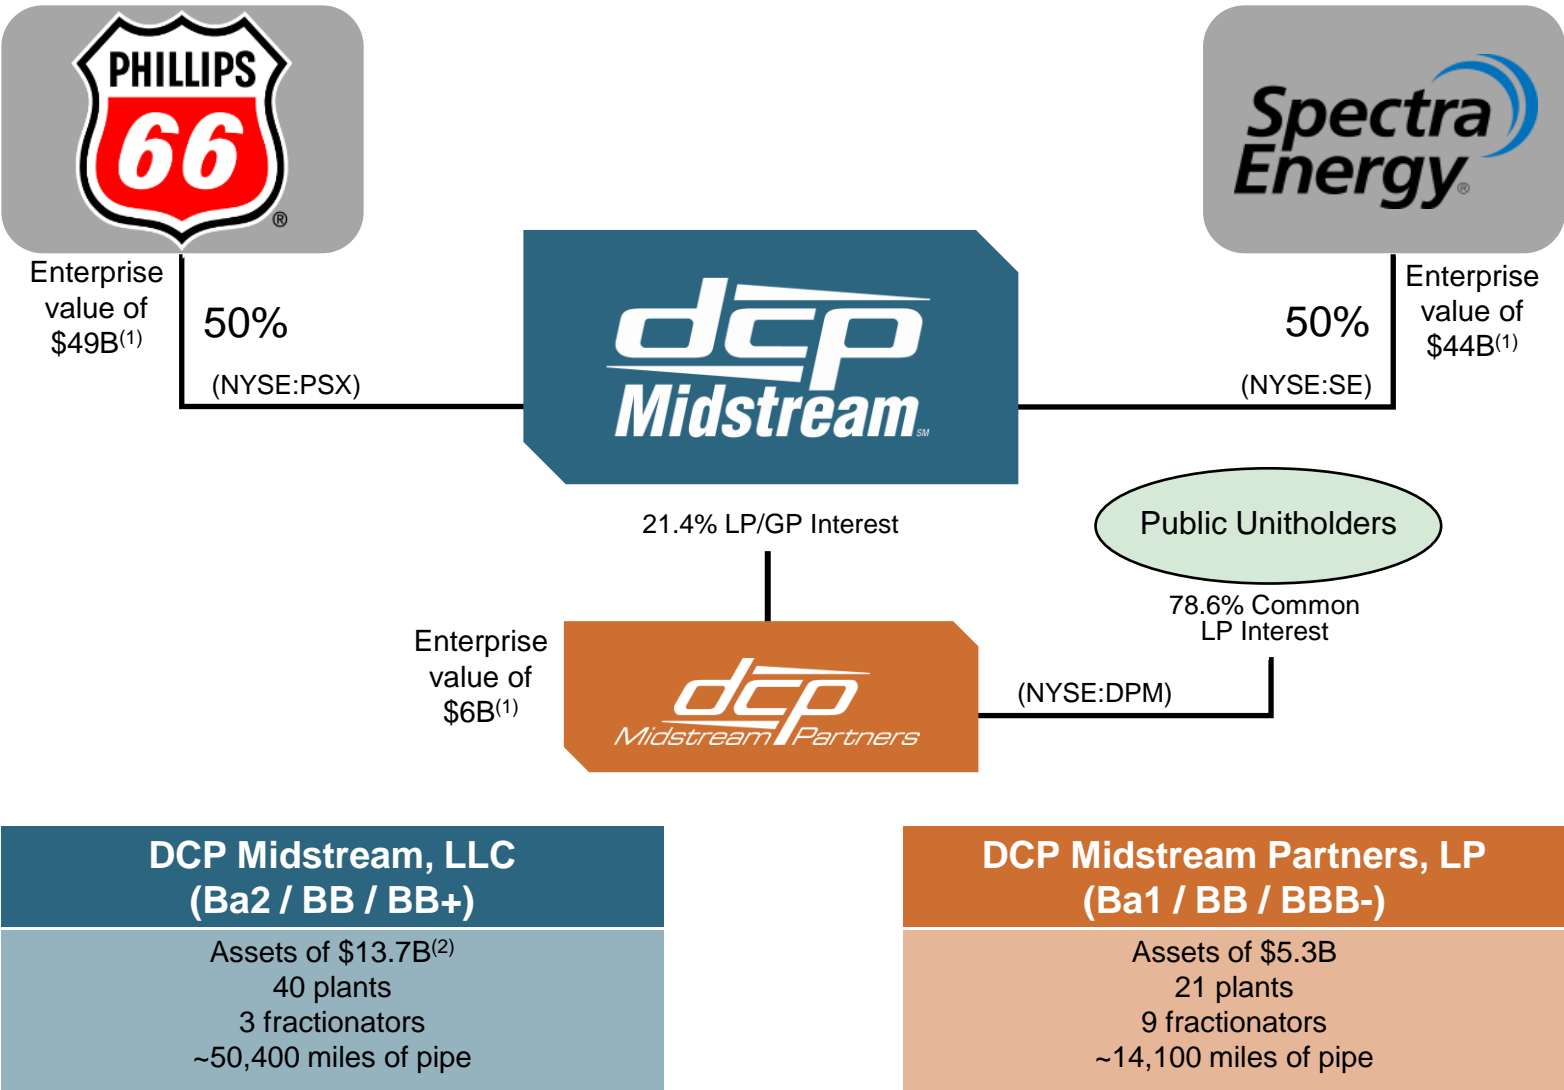 PHILLIPS
66
®
Spectra
Energy®
Enterprise
value of
$49B(1)
50%
(NYSE:PSX)
dcp
Midstream SM
50%
(NYSE:SE)
Enterprise
value of
$44B(1)
21.4% LP/GP Interest
Public Unitholders
78.6% Common
LP Interest
Enterprise
value of
$6B(1)
dcp
Midstream Partners
(NYSE:DPM)
DCP Midstream, LLC
(Ba2 / BB / BB+)
Assets of $13.7B(2)
40 plants
3 fractionators
~50,400 miles of pipe
DCP Midstream Partners, LP
(Ba1 / BB / BBB-)
Assets of $5.3B
21 plants
9 fractionators
~14,100 miles of pipe